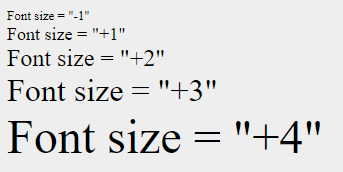 Font size = "-1"
Font size = "+1"
Font size = "+2"
Font size = "+3"
Font size = "+4"